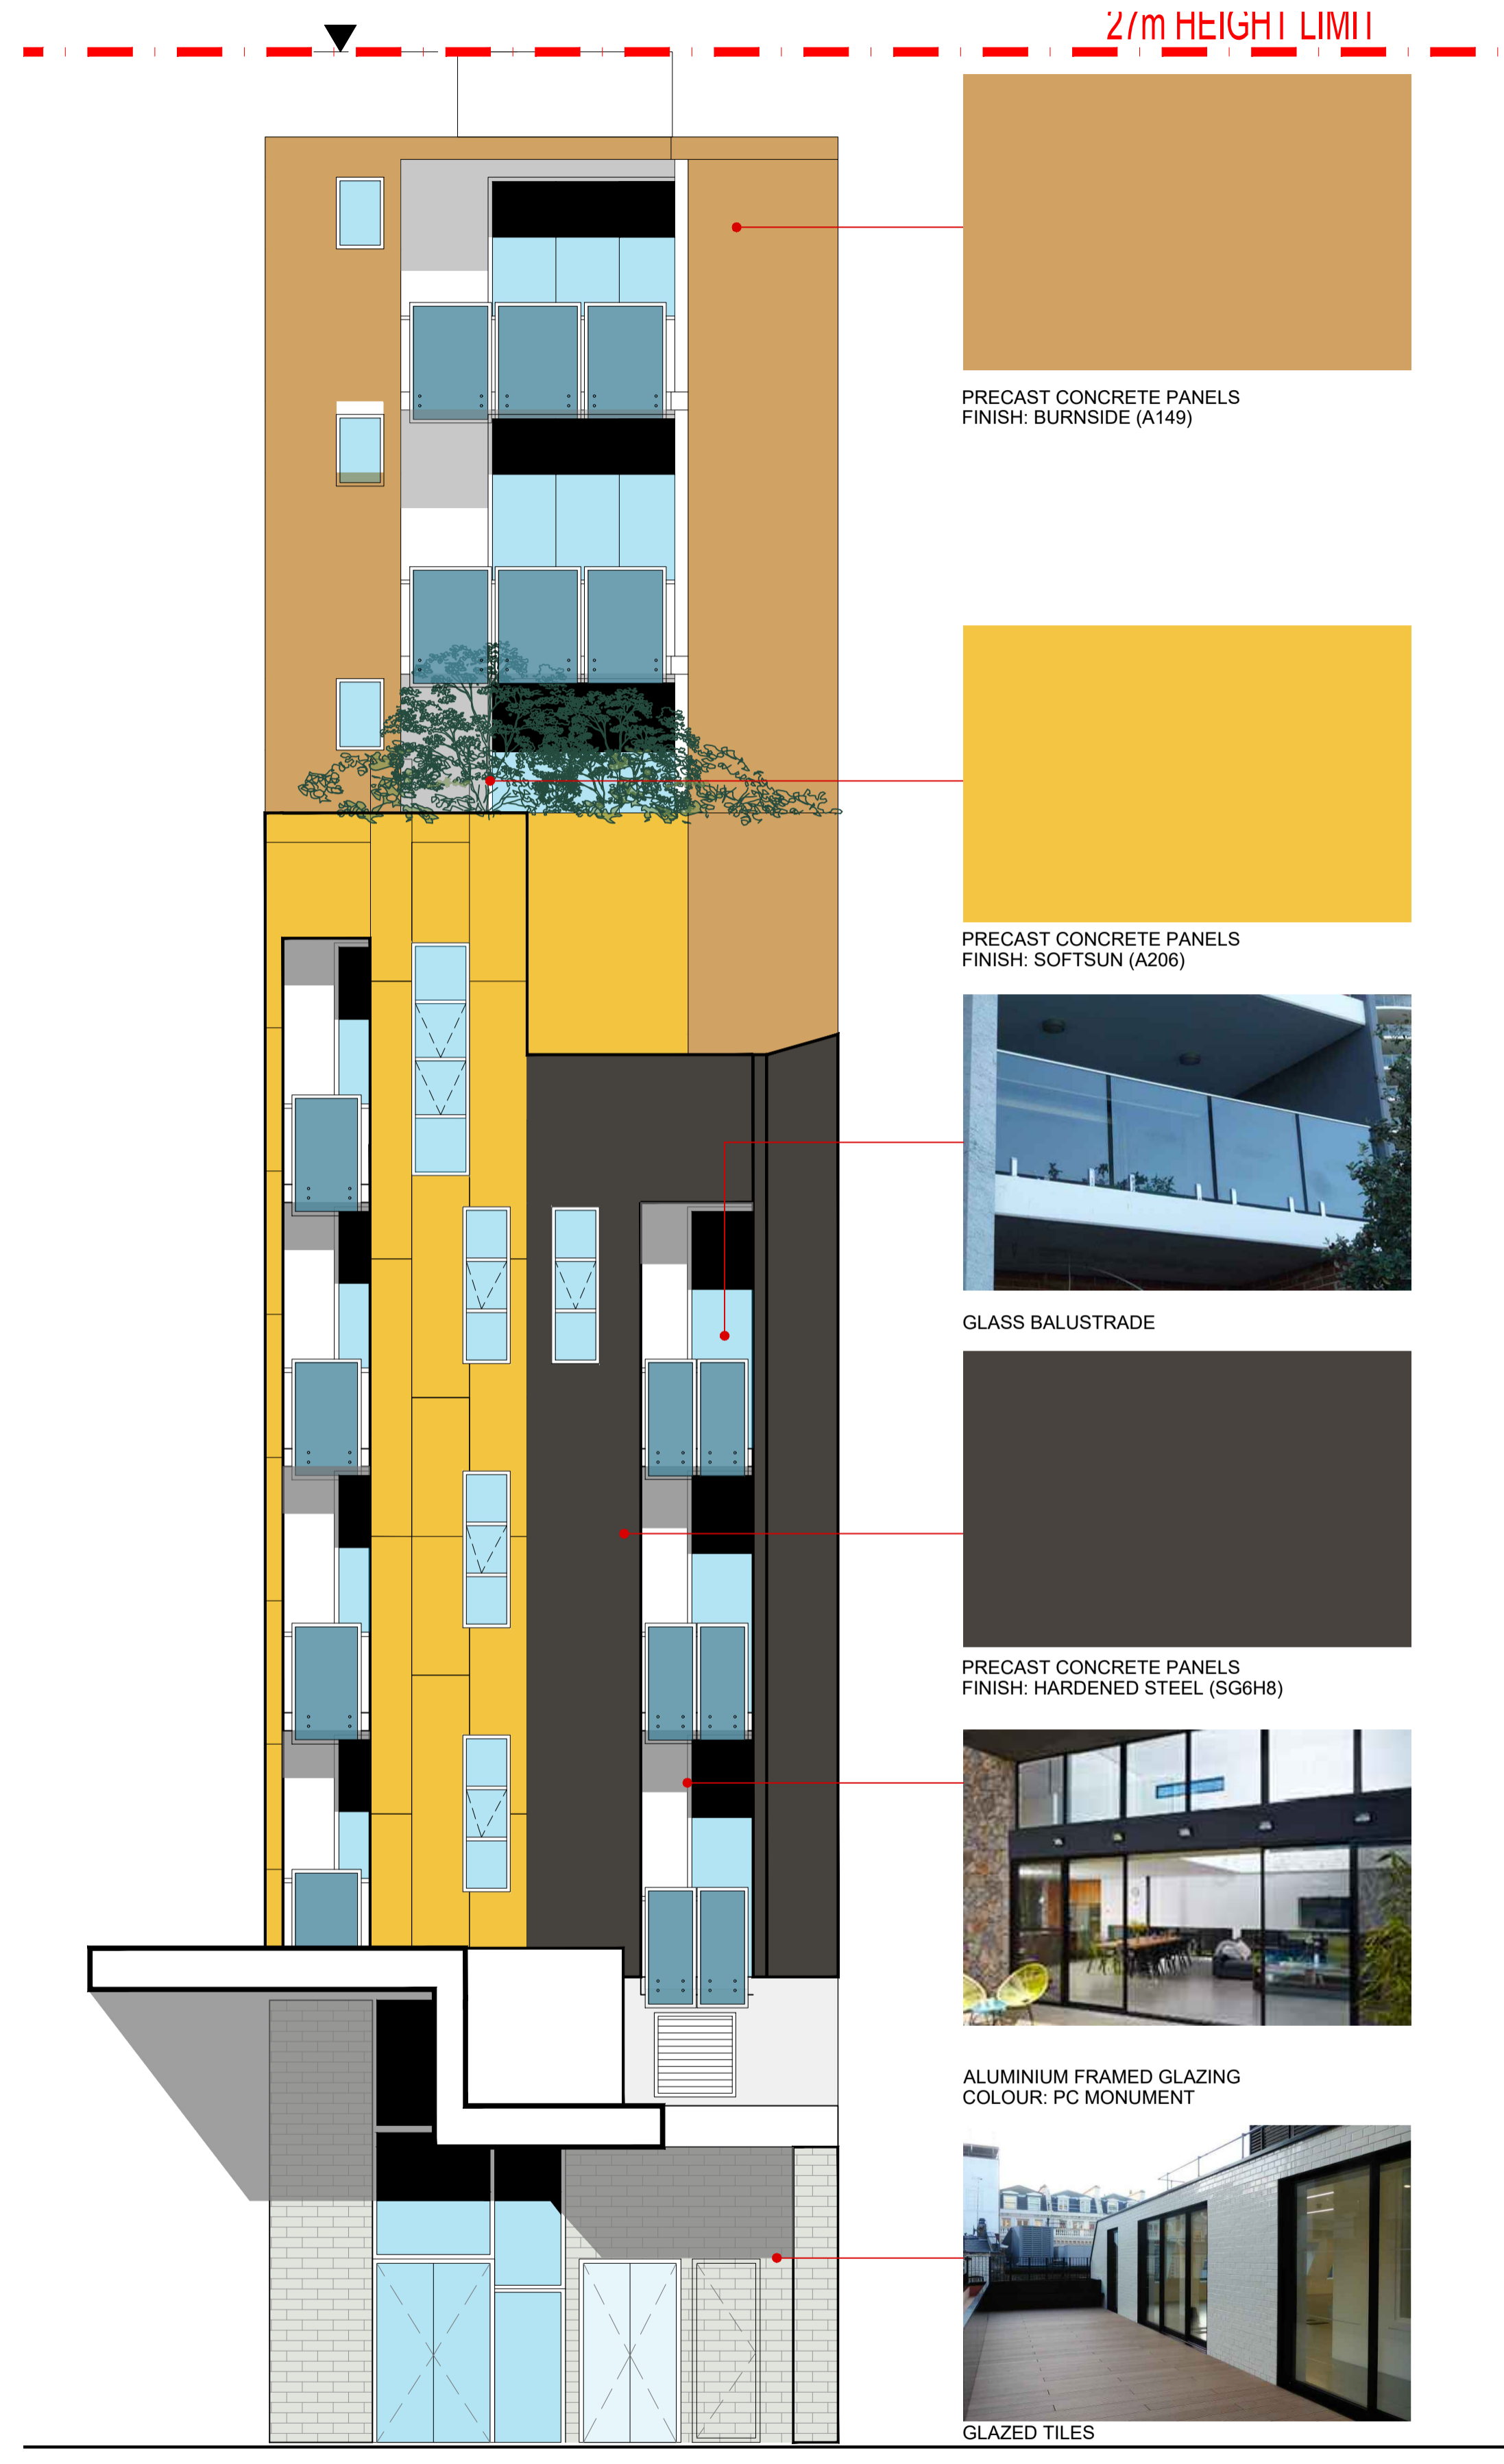 27m HEIGHT LIMIT
PRECAST CONCRETE PANELS
FINISH: BURNSIDE (A149)
PRECAST CONCRETE PANELS
FINISH: SOFTSUN (A206)
GLASS BALUSTRADE
PRECAST CONCRETE PANELS
FINISH: HARDENED STEEL (SG6H8)
ALUMINIUM FRAMED GLAZING
COLOUR: PC MONUMENT
GLAZED TILES